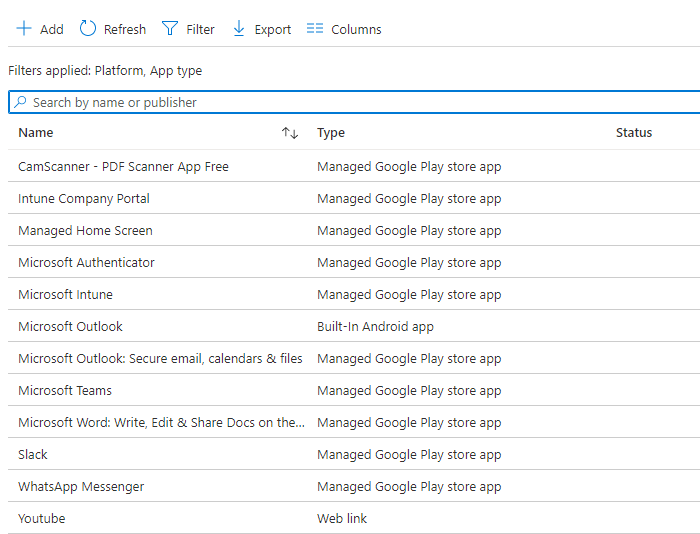 Add Refresh Filter Export Columns
Filters applied: Platform, App type
Search by name or publisher
Name Type Status
CamScanner - PDF Scanner App Free Managed Google Play store app
Intune Company Portal Managed Google Play store app
Managed Home Screen Managed Google Play store app
Microsoft Authenticator Managed Google Play store app
Microsoft Intune Managed Google Play store app
Microsoft Outlook Built-In Android app
Microsoft Outlook: Secure email, calendars & files Managed Google Play store app
Microsoft Teams Managed Google Play store app
Microsoft Word: Write, Edit & Share Docs on the... Managed Google Play store app
Slack Managed Google Play store app
WhatsApp Messenger Managed Google Play store app
Youtube Web link